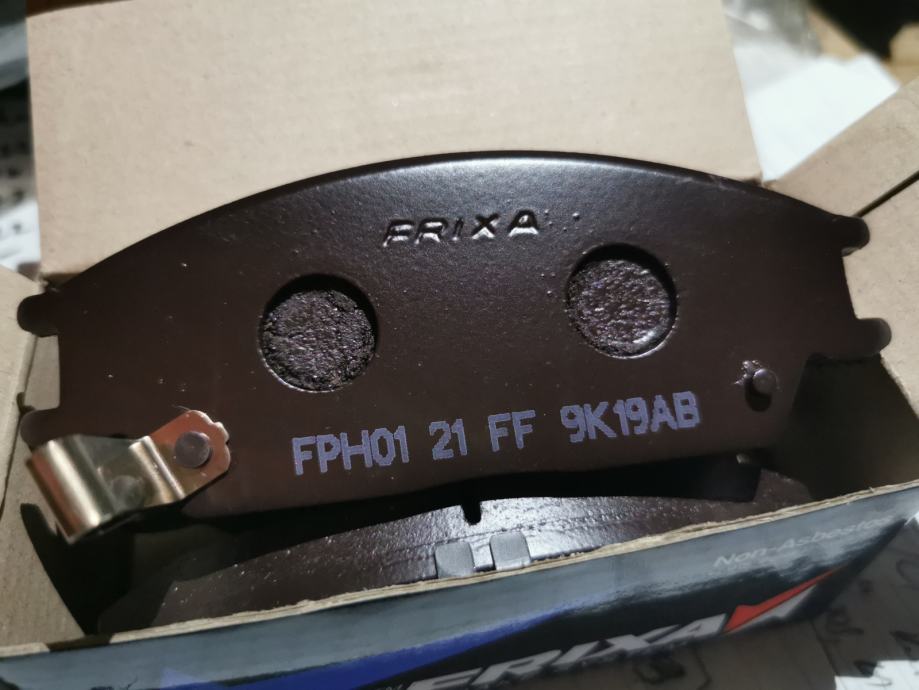 FRIXA
FPH01 21 FF 9K19AB
Non-Asbestos
FRIXA